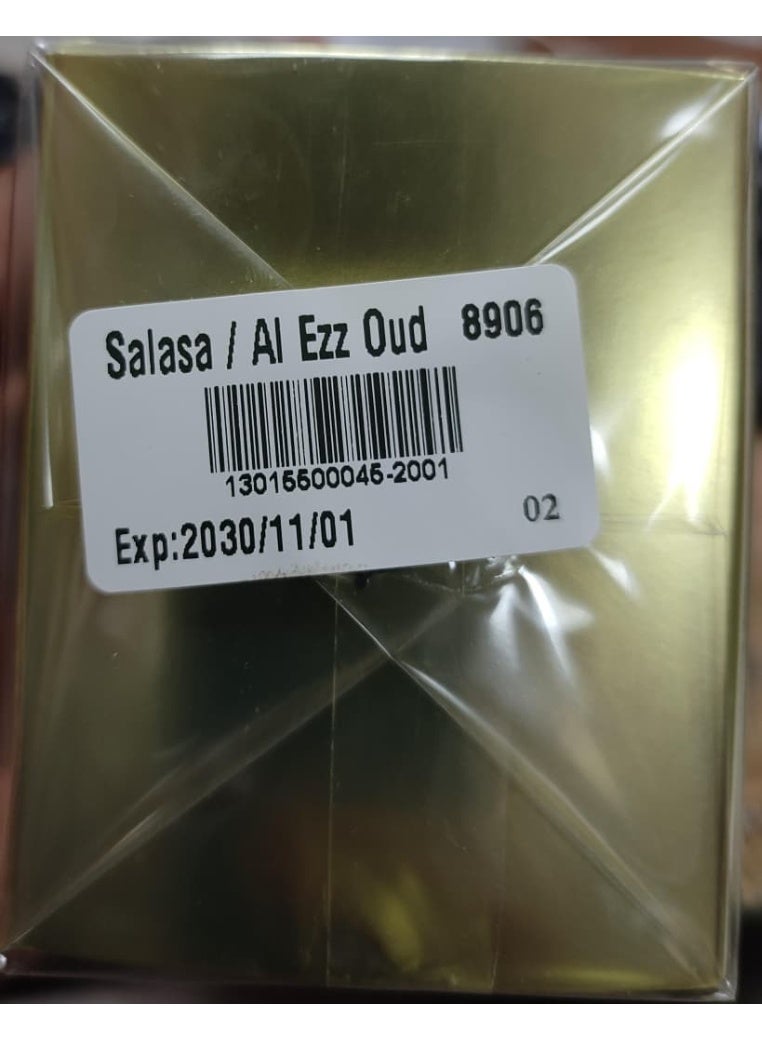 Salasa / Al Ezz Oud 8906
13015500045-2001
Exp:2030/11/01
02